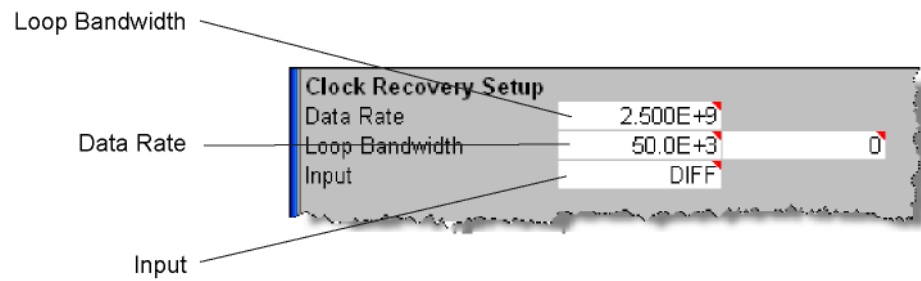 Loop Bandwidth
Clock Recovery Setup
Data Rate 2.500E+9
Data Rate
Loop Bandwidth 50.0E+3 0
Input DIFF
Input